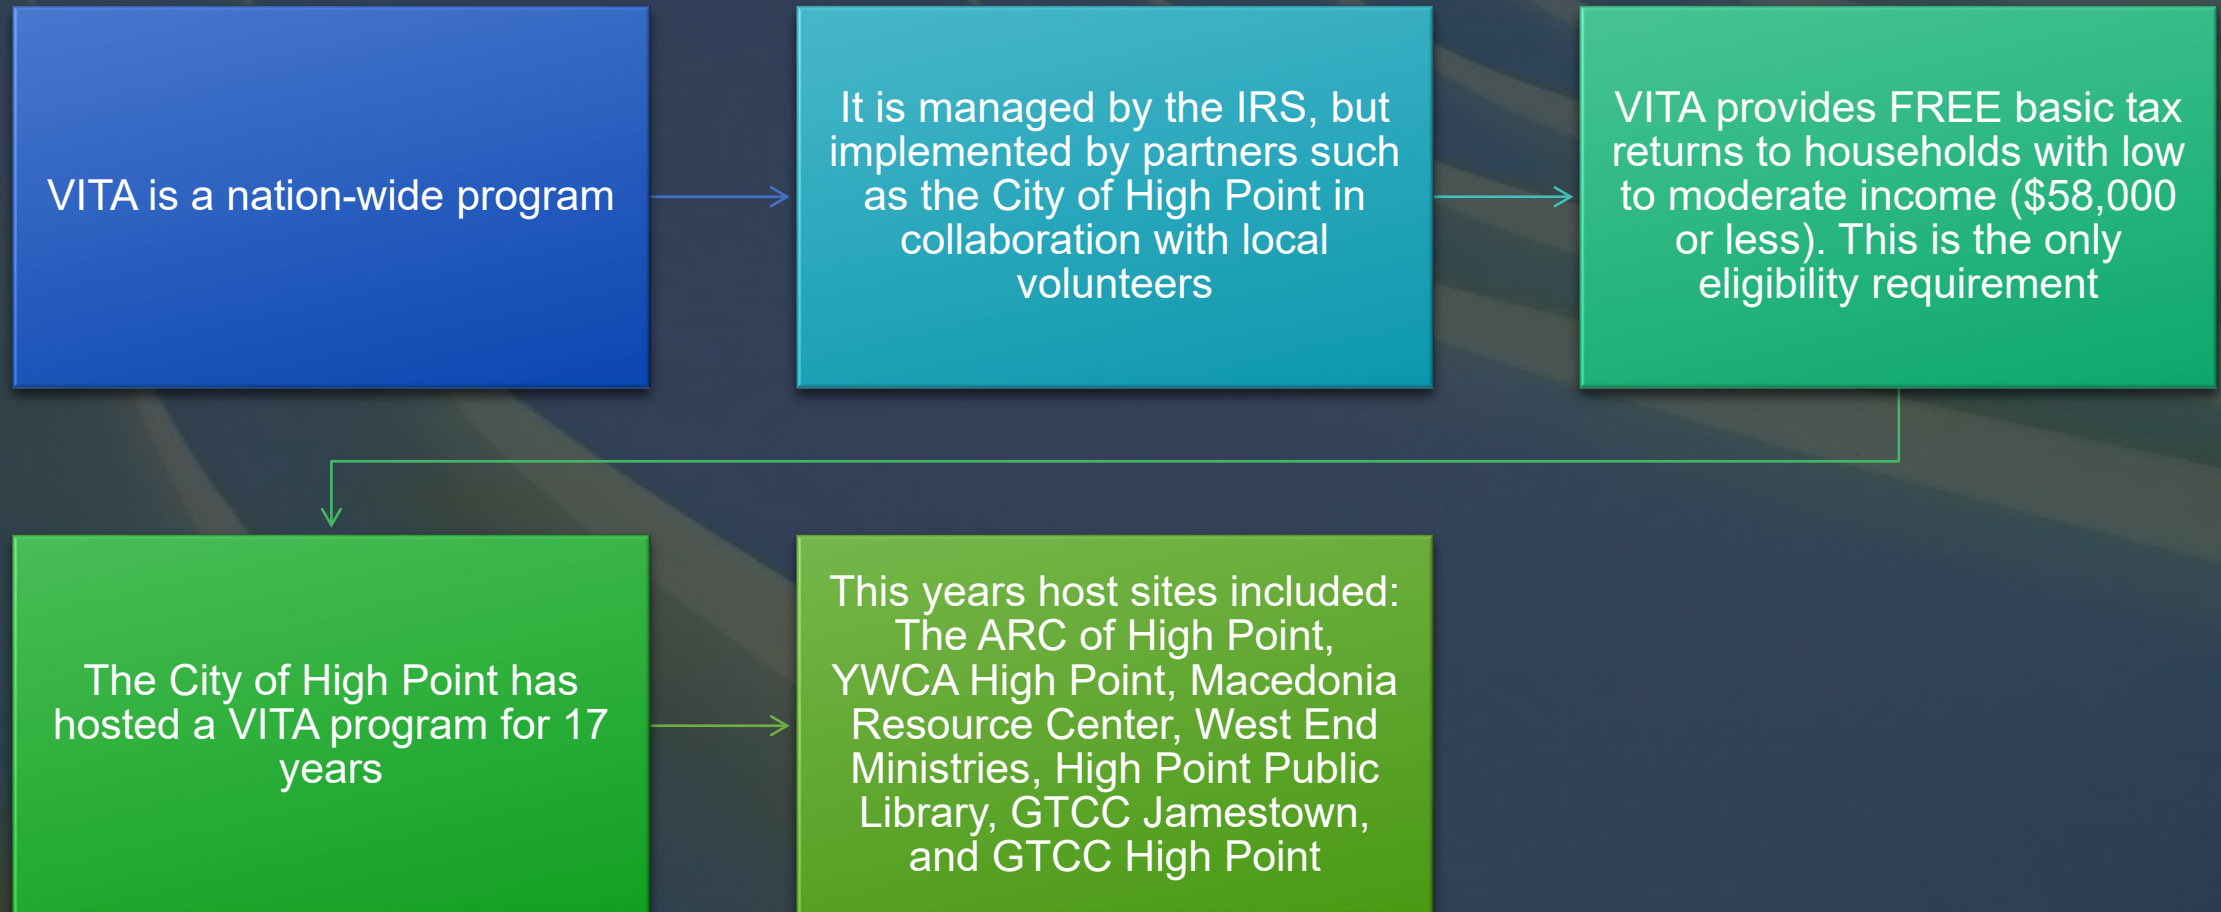 VITA is a nation-wide program
It is managed by the IRS, but
implemented by partners such
as the City of High Point in
collaboration with local
volunteers
VITA provides FREE basic tax
returns to households with low
to moderate income ($58,000
or less). This is the only
eligibility requirement
The City of High Point has
hosted a VITA program for 17
years
This years host sites included:
The ARC of High Point,
YWCA High Point, Macedonia
Resource Center, West End
Ministries, High Point Public
Library, GTCC Jamestown,
and GTCC High Point